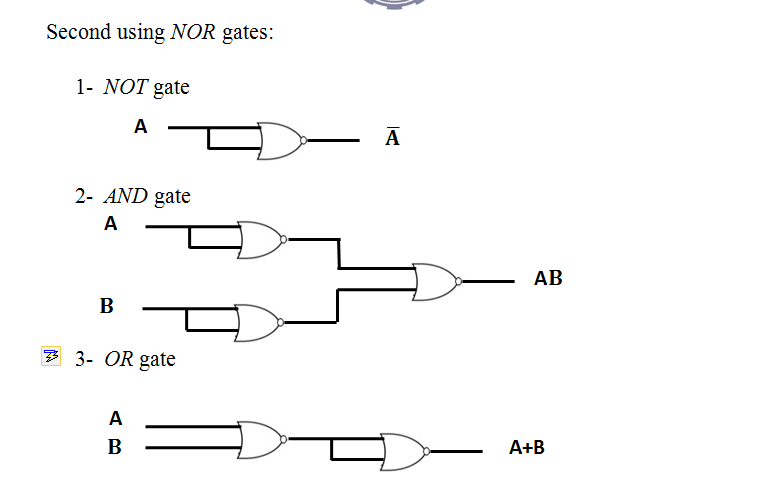 Second using NOR gates:
1- NOT gate
A
A̅
2- AND gate
A
AB
B
3- OR gate
A
B
A+B